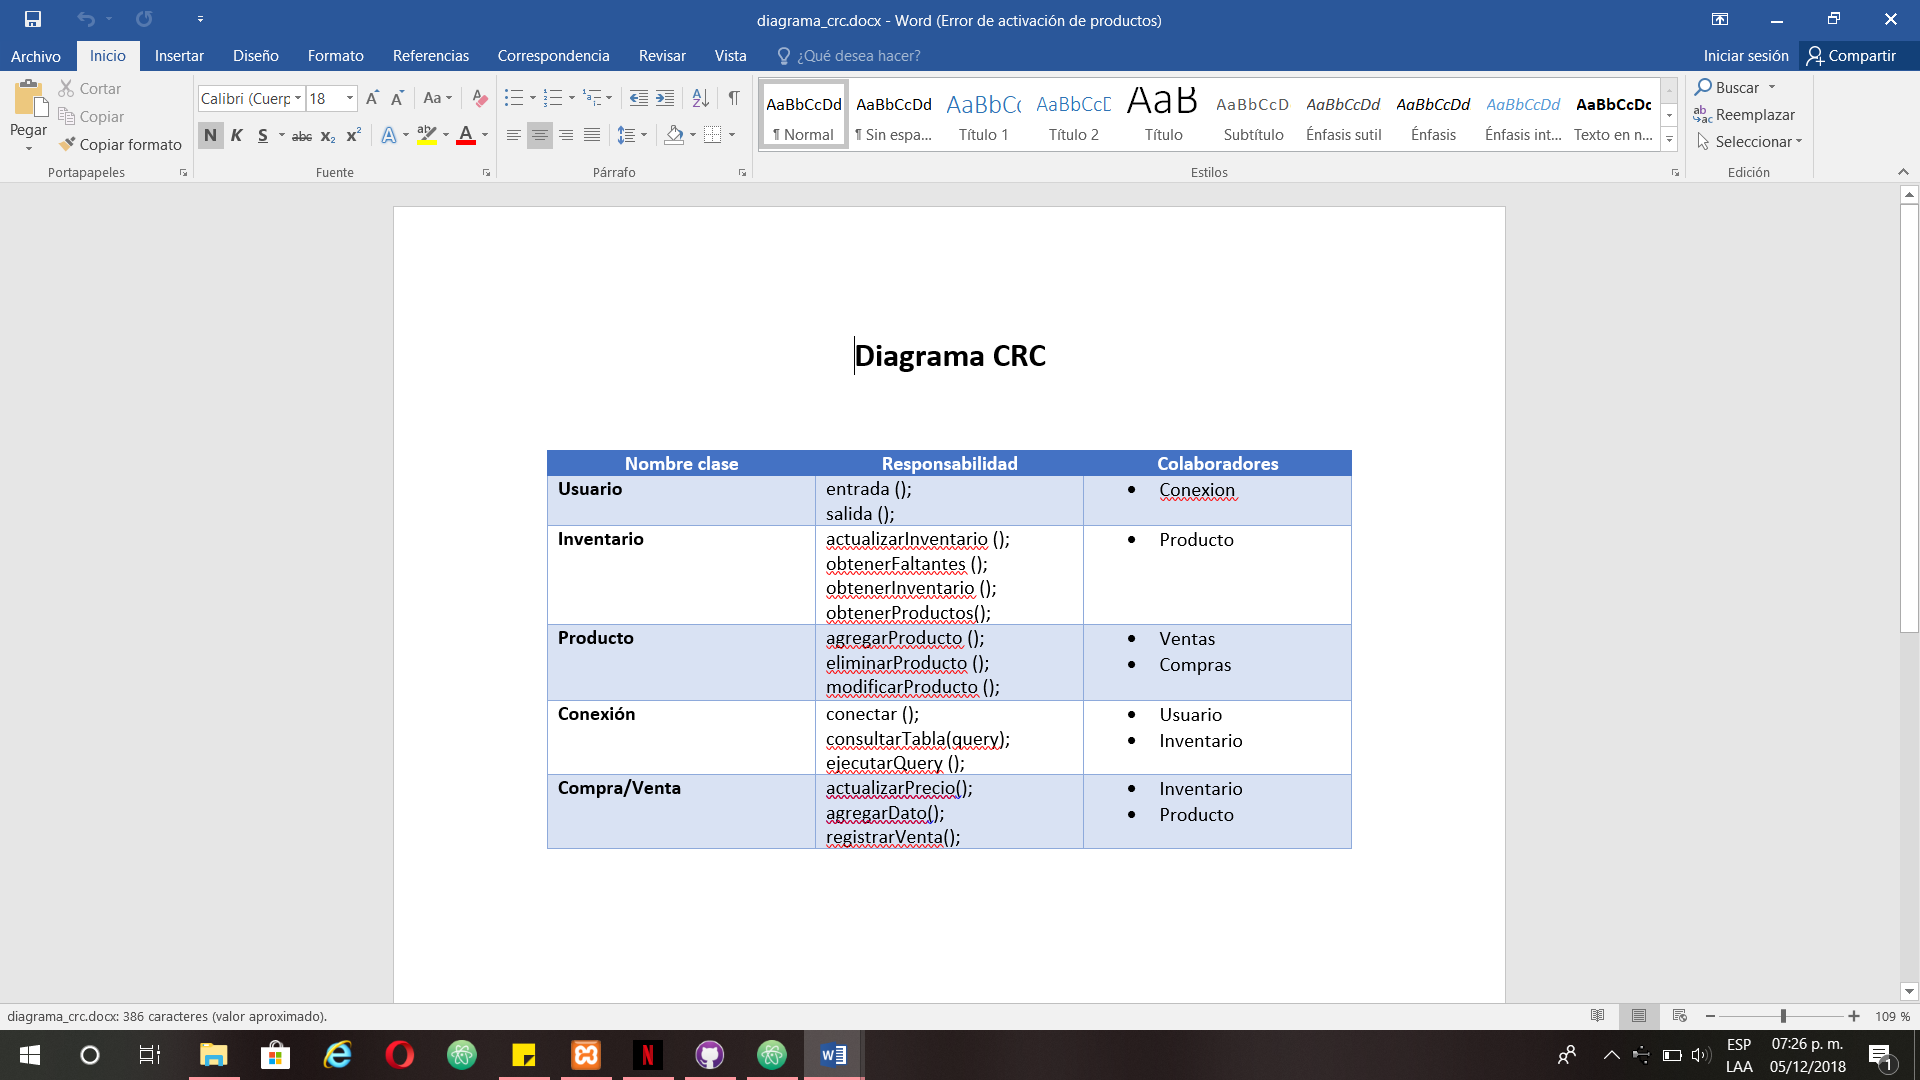 diagrama_crc.docx - Word (Error de activación de productos)
Archivo Inicio Insertar Diseño Formato Referencias Correspondencia Revisar Vista ¿Qué desea hacer? Iniciar sesión Compartir
Pegar
Cortar
Copiar
Copiar formato
Portapapeles
Calibri (Cuerp 18
Fuente
Párrafo
AaBbCcDd AaBbCcDd AaBbC( AaBbCcD AaB AaBbCcD AaBbCcDd AaBbCcDd AaBbCcDd AaBbCcDc
¶ Normal ¶ Sin espa... Título 1 Título 2 Título Subtítulo Énfasis sutil Énfasis Énfasis int... Texto en n...
Estilos
Buscar
Reemplazar
Seleccionar
Edición
Diagrama CRC
Nombre clase Responsabilidad Colaboradores
Usuario entrada (); • Conexion
salida ();
Inventario actualizarInventario (); • Producto
obtenerFaltantes ();
obtenerInventario ();
obtenerProductos();
Producto agregarProducto (); • Ventas
eliminarProducto (); • Compras
modificarProducto ();
Conexión conectar (); • Usuario
consultarTabla(query); • Inventario
ejecutarQuery ();
Compra/Venta actualizarPrecio(); • Inventario
agregarDato(); • Producto
registrarVenta();
diagrama_crc.docx: 386 caracteres (valor aproximado).
109 %
ESP 07:26 p. m.
LAA 05/12/2018
1